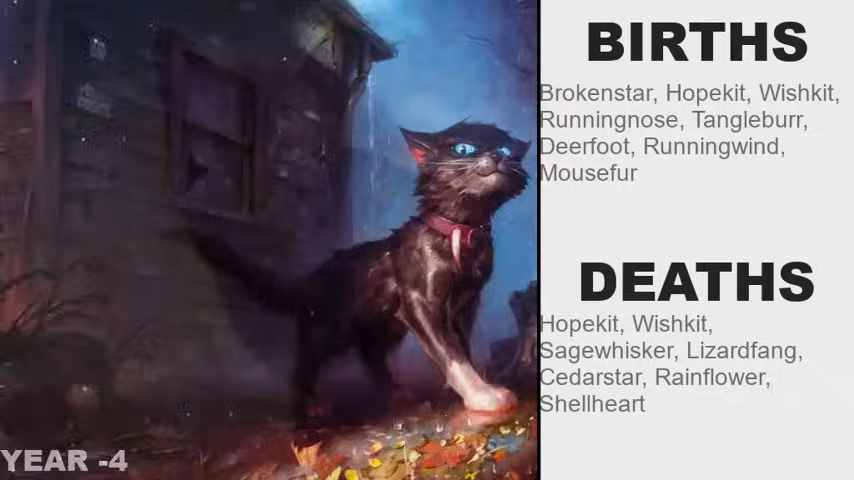 BIRTHS
Brokenstar, Hopekit, Wishkit,
Runningnose, Tangleburr,
Deerfoot, Runningwind,
Mousefur
DEATHS
Hopekit, Wishkit,
Sagewhisker, Lizardfang,
Cedarstar, Rainflower,
Shellheart
YEAR -4